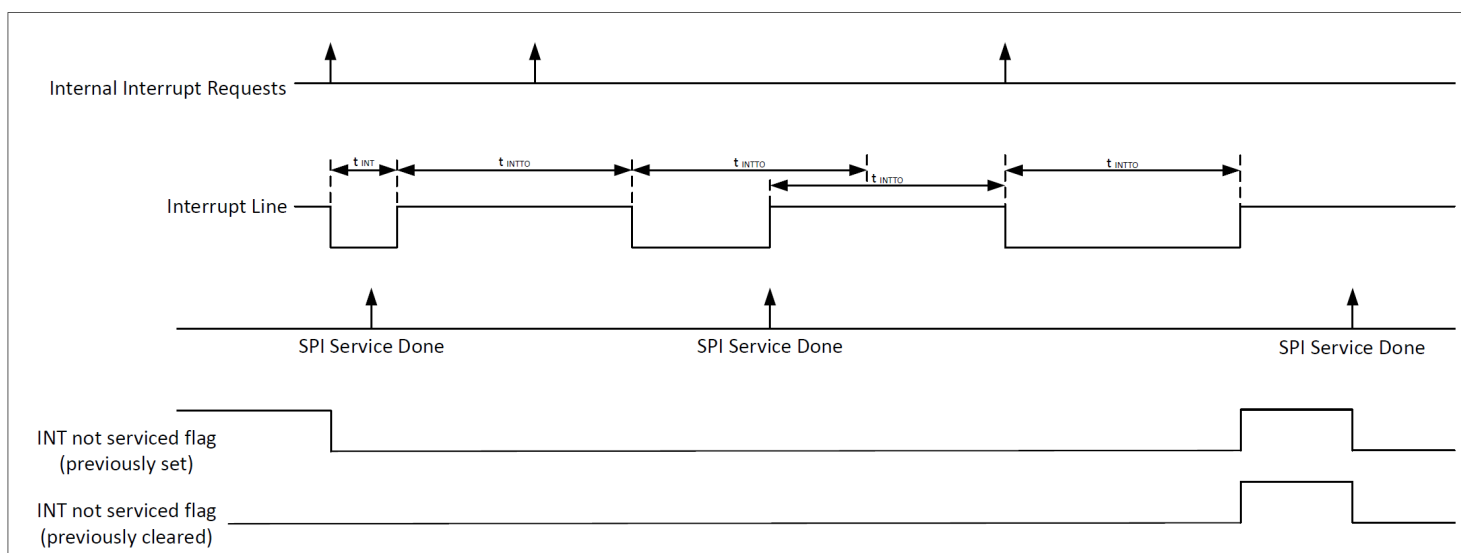 Internal Interrupt Requests
t INT
t INTTO
t INTTO
t INTTO
t INTTO
Interrupt Line
SPI Service Done
SPI Service Done
SPI Service Done
INT not serviced flag
(previously set)
INT not serviced flag
(previously cleared)